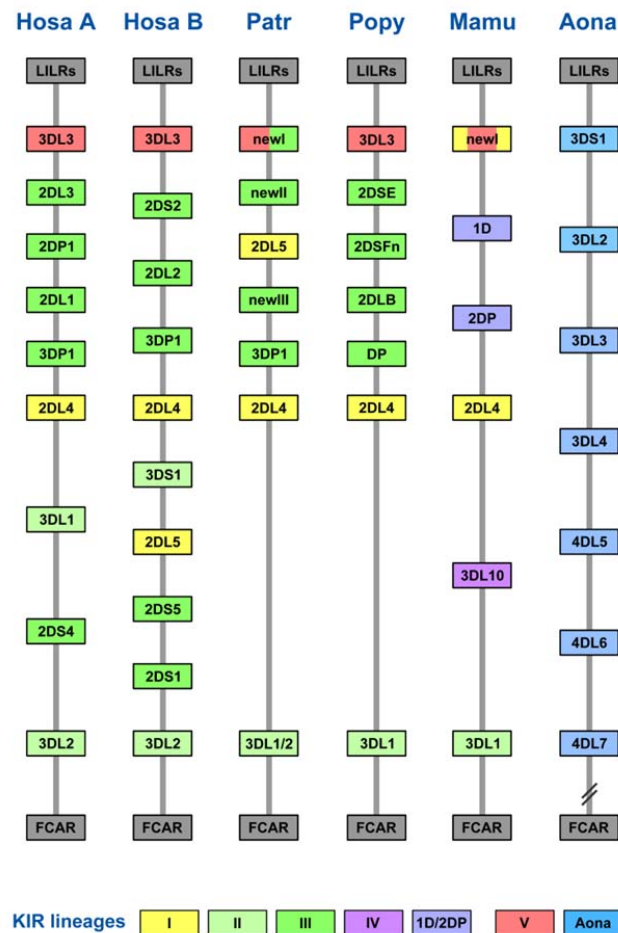 Hosa A Hosa B Patr Popy Mamu Aona
LILRs LILRs LILRs LILRs LILRs LILRs
3DL3 3DL3 newI 3DL3 newI 3DS1
2DL3 newII 2DSE
2DS2
1D
3DL2
2DP1 2DL5 2DSFn
2DL2
2DL1 newIII 2DLB
2DP
3DP1 3DL3
3DP1 3DP1 DP
2DL4 2DL4 2DL4 2DL4 2DL4
3DL4
3DS1
3DL1
2DL5 4DL5
3DL10
2DS5
2DS4
4DL6
2DS1
3DL2 3DL2 3DL1/2 3DL1 3DL1 4DL7
FCAR FCAR FCAR FCAR FCAR FCAR
KIR lineages I II III IV 1D/2DP V Aona